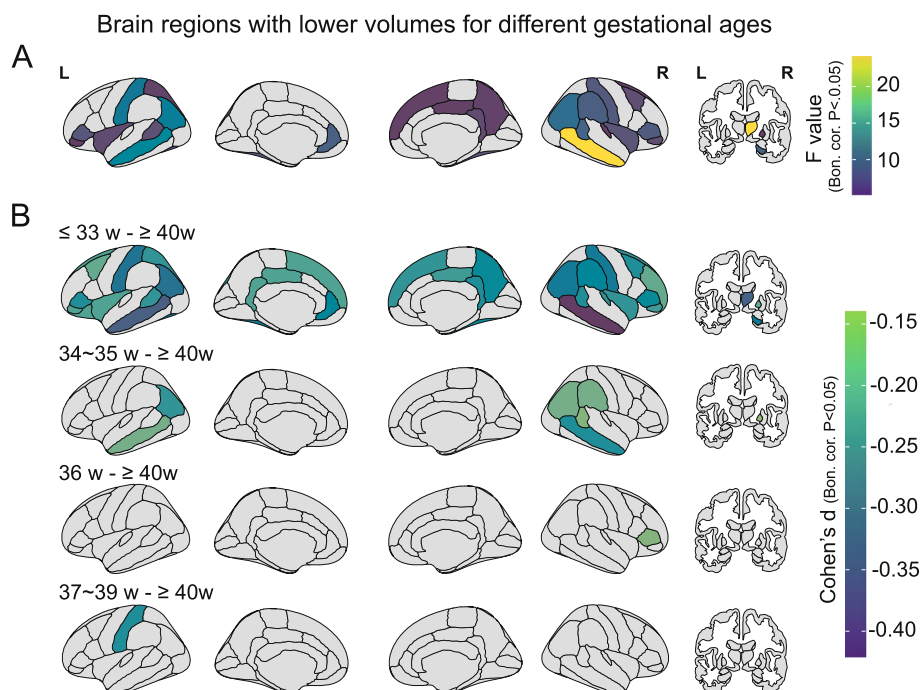 Brain regions with lower volumes for different gestational ages
A
L
R
L
R
F value
(Bon. cor. P<.0.05)
20
15
10
B
≤ 33 w - ≥ 40w
34~35 w - ≥ 40w
36 w - ≥ 40w
37~39 w - ≥ 40w
Cohen's d (Bon. cor. P<0.05)
-0.15
-0.20
-0.25
-0.30
-0.35
-0.40